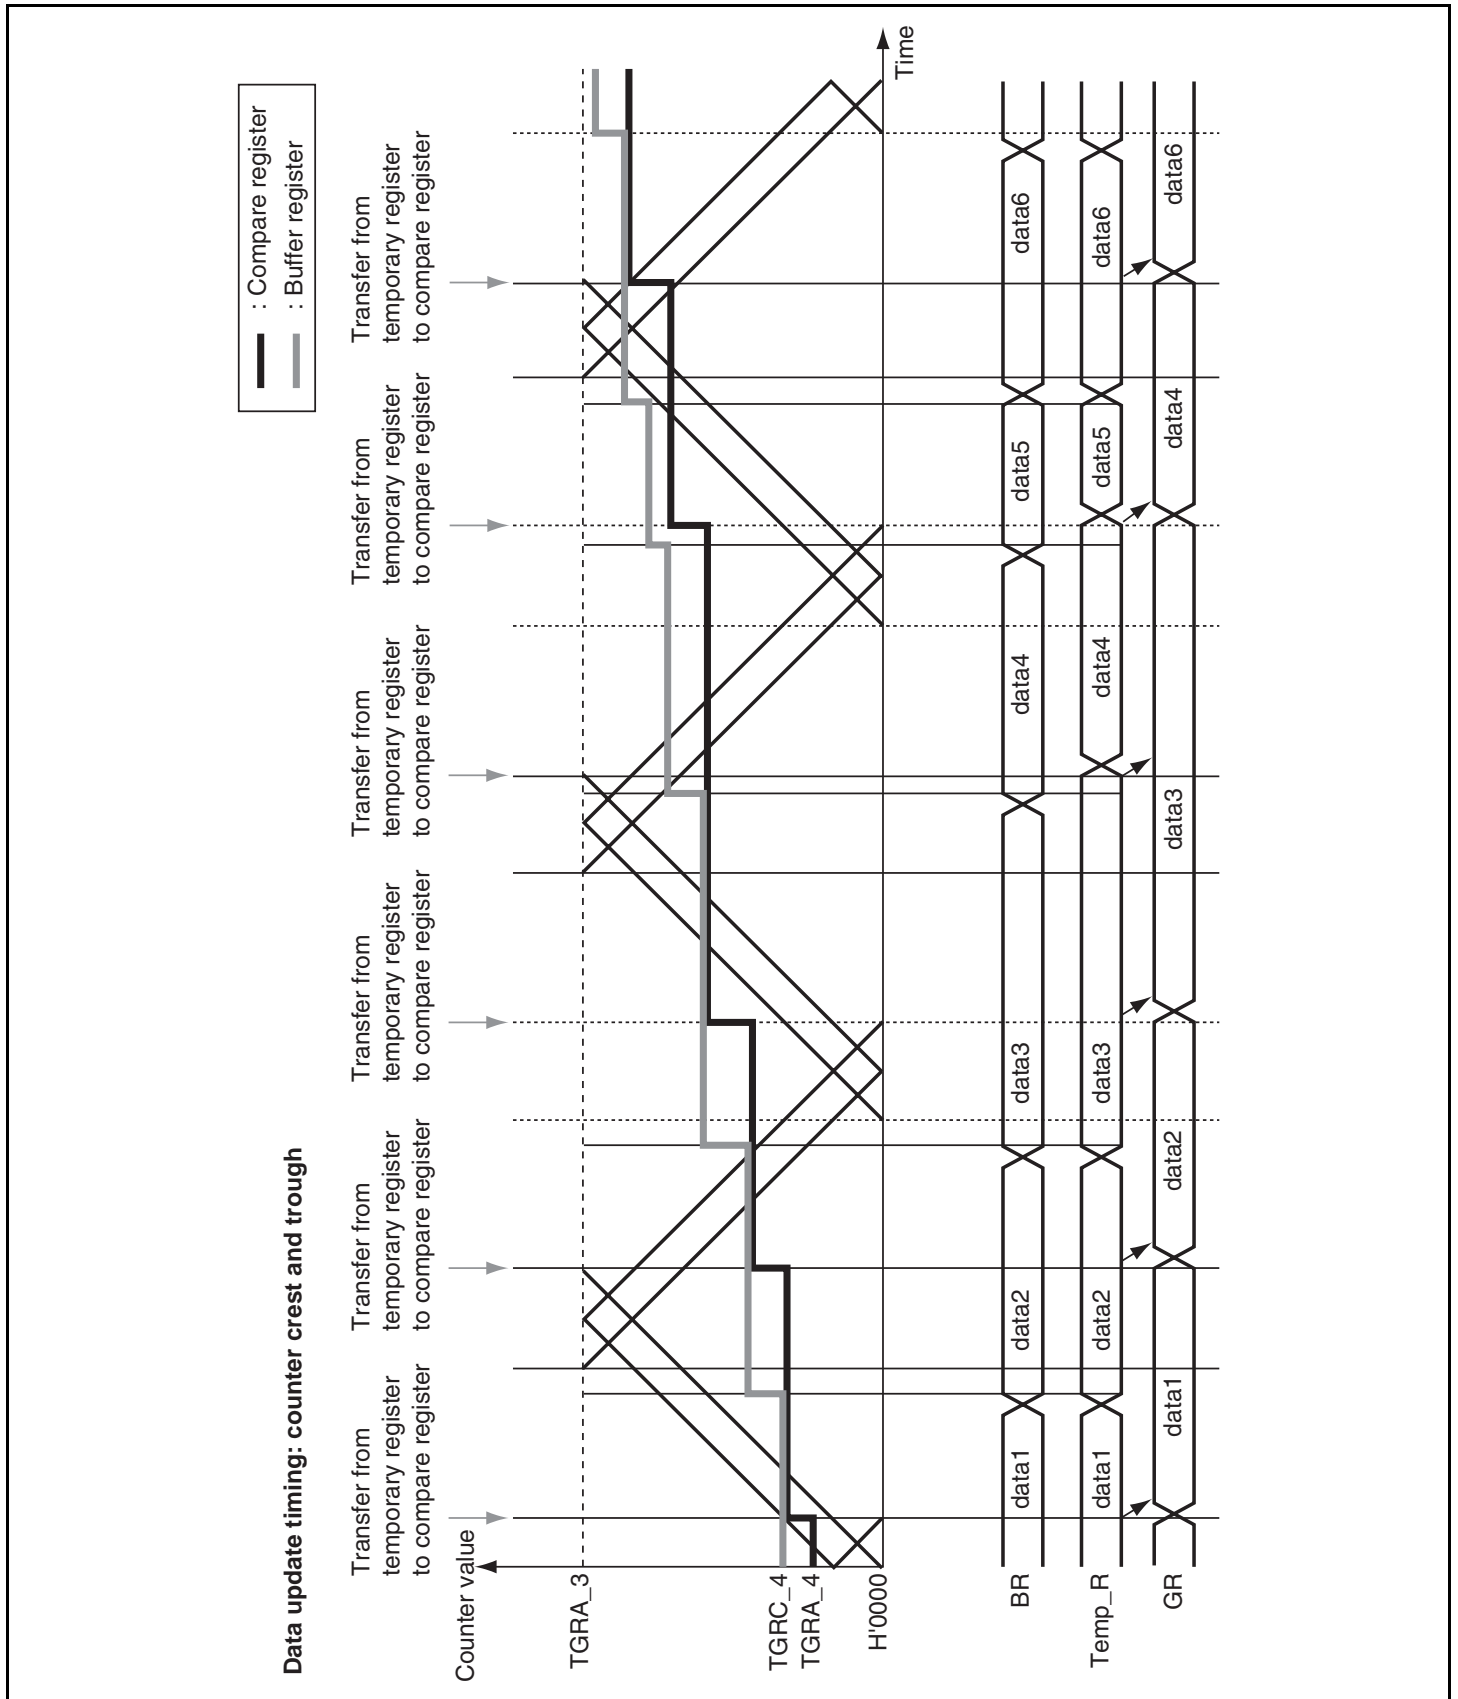 Data update timing: counter crest and trough
: Compare register
: Buffer register
Transfer from
temporary register
to compare register
Transfer from
temporary register
to compare register
Transfer from
temporary register
to compare register
Transfer from
temporary register
to compare register
Transfer from
temporary register
to compare register
Transfer from
temporary register
to compare register
Counter value
TGRA_3
TGRC_4
TGRA_4
H'0000
Time
BR
data1
data2
data3
data4
data5
data6
Temp_R
data1
data2
data3
data4
data5
data6
GR
data1
data2
data3
data4
data6